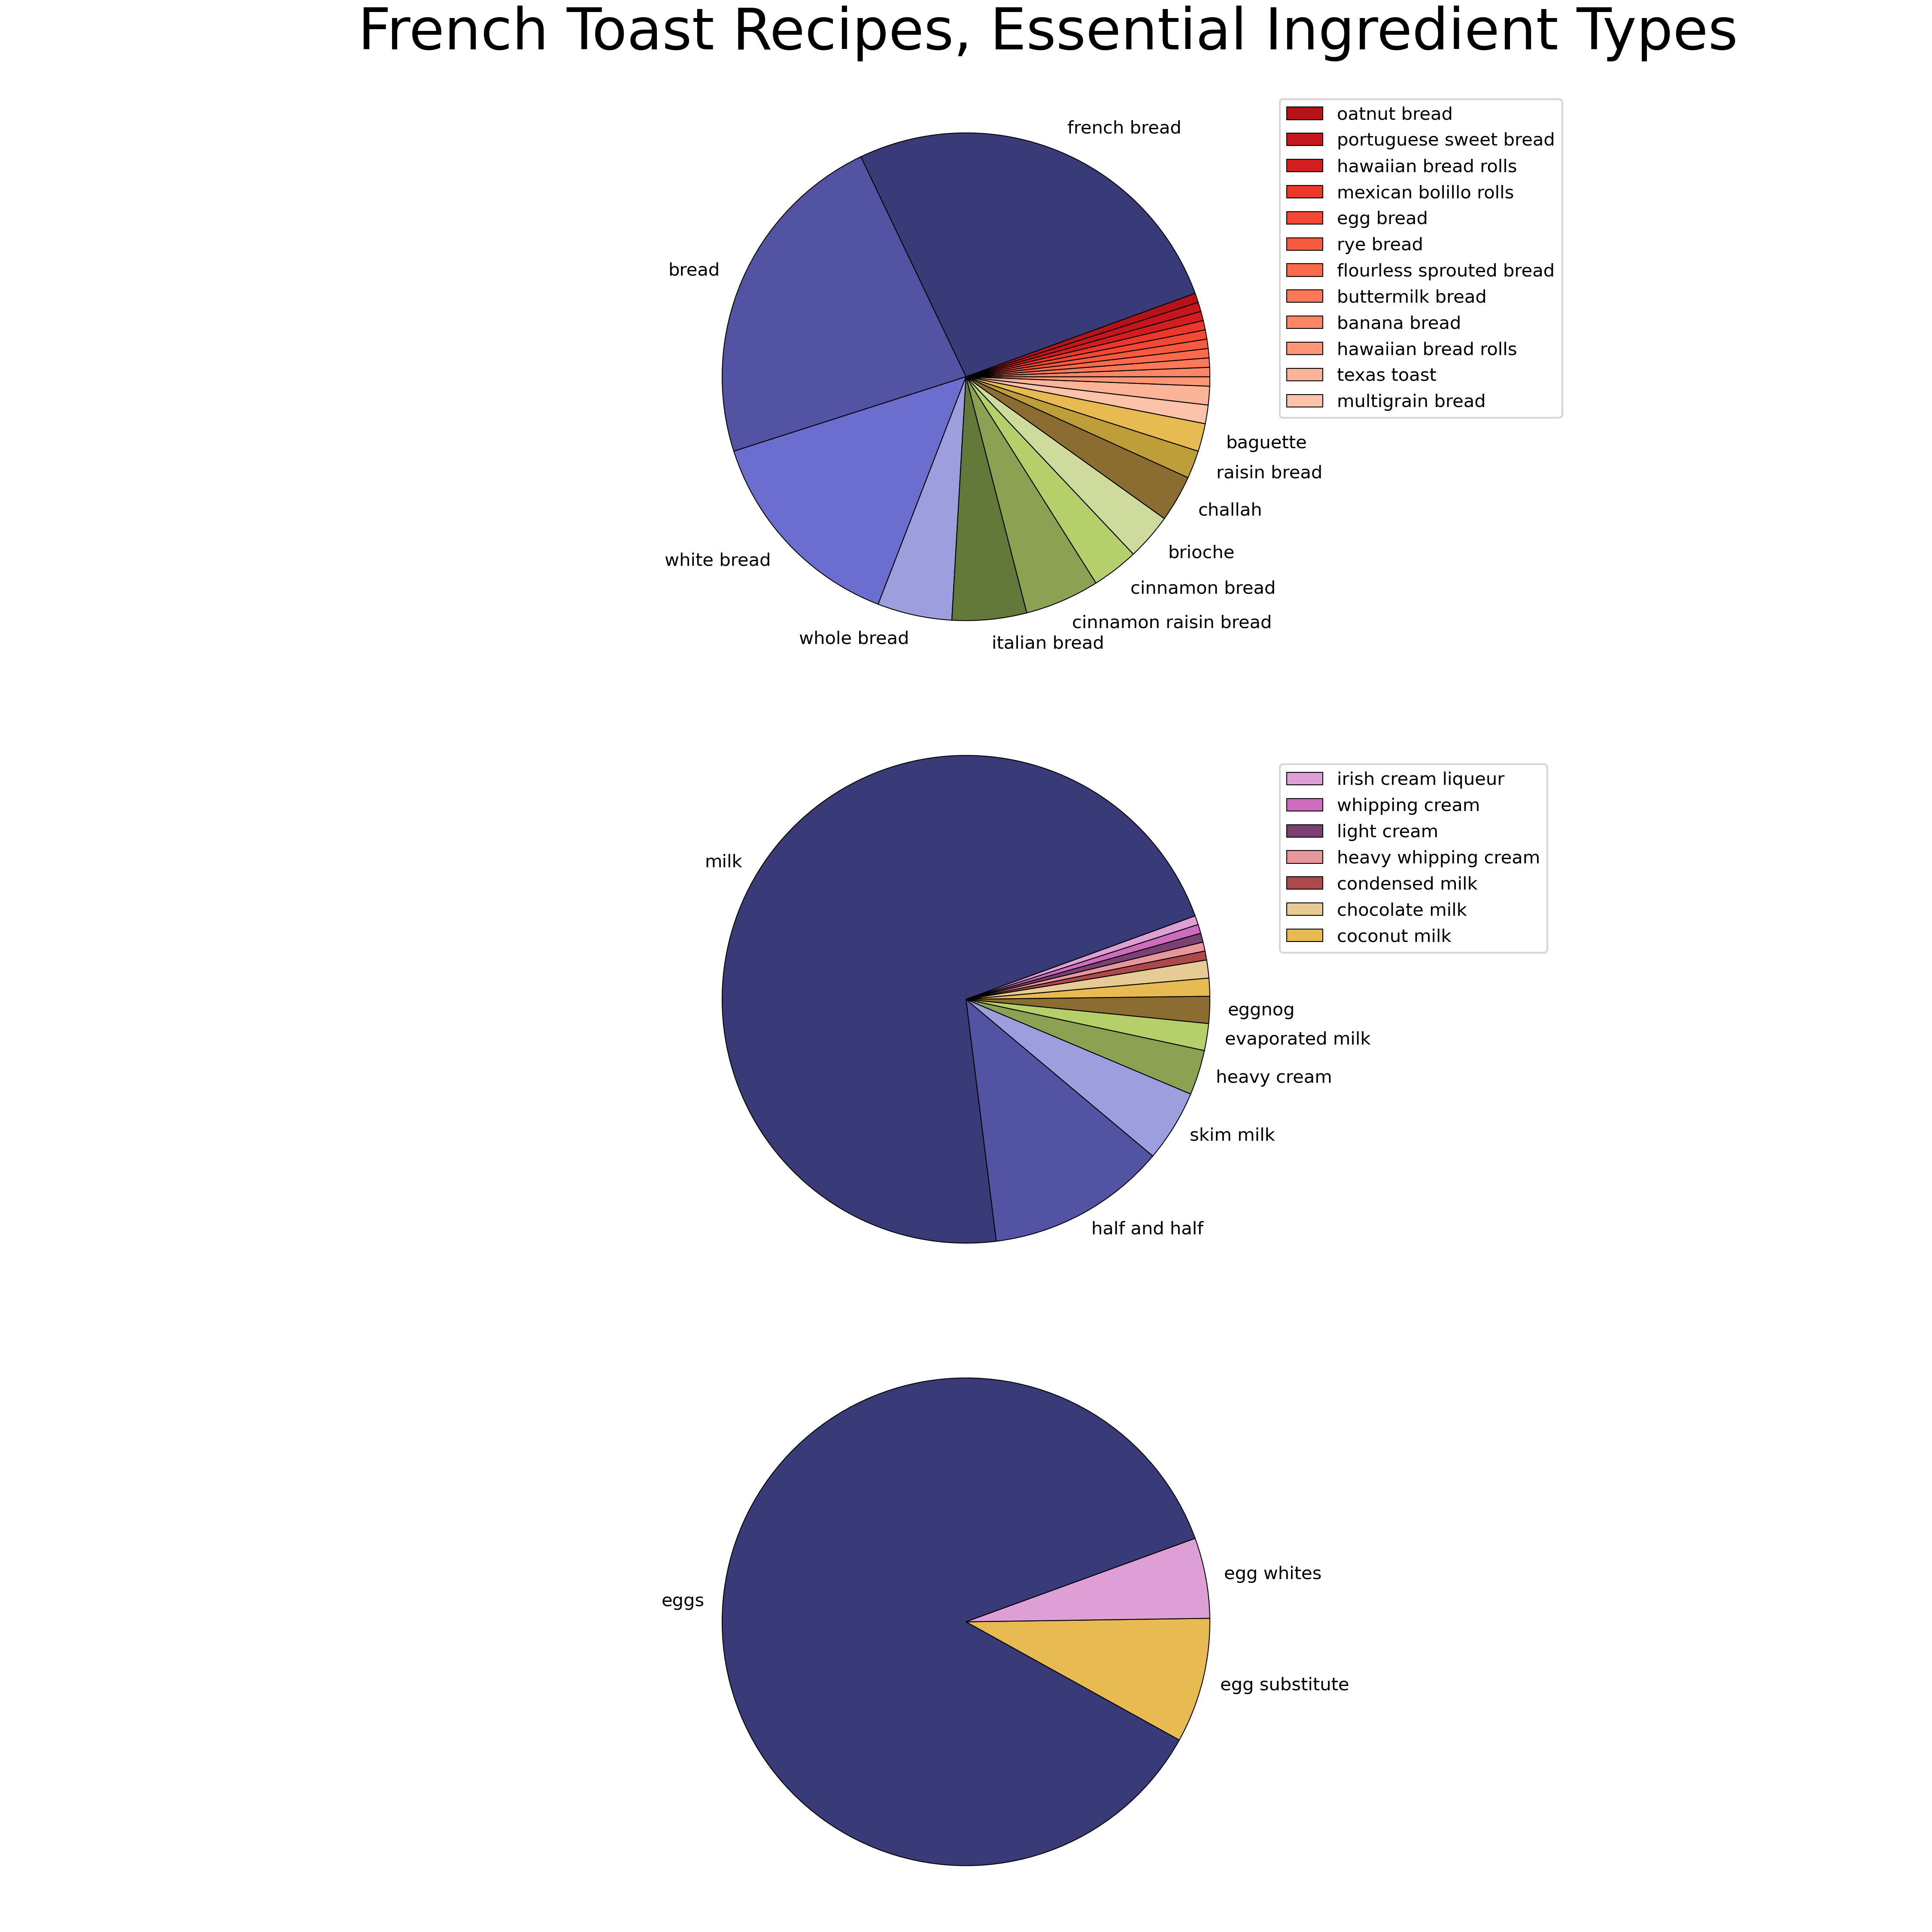 French Toast Recipes, Essential Ingredient Types
french bread
bread
white bread
whole bread
italian bread
cinnamon raisin bread
cinnamon bread
brioche
challah
raisin bread
baguette
oatnut bread
portuguese sweet bread
hawaiian bread rolls
mexican bolillo rolls
egg bread
rye bread
flourless sprouted bread
buttermilk bread
banana bread
hawaiian bread rolls
texas toast
multigrain bread
milk
half and half
skim milk
heavy cream
evaporated milk
eggnog
irish cream liqueur
whipping cream
light cream
heavy whipping cream
condensed milk
chocolate milk
coconut milk
eggs
egg whites
egg substitute